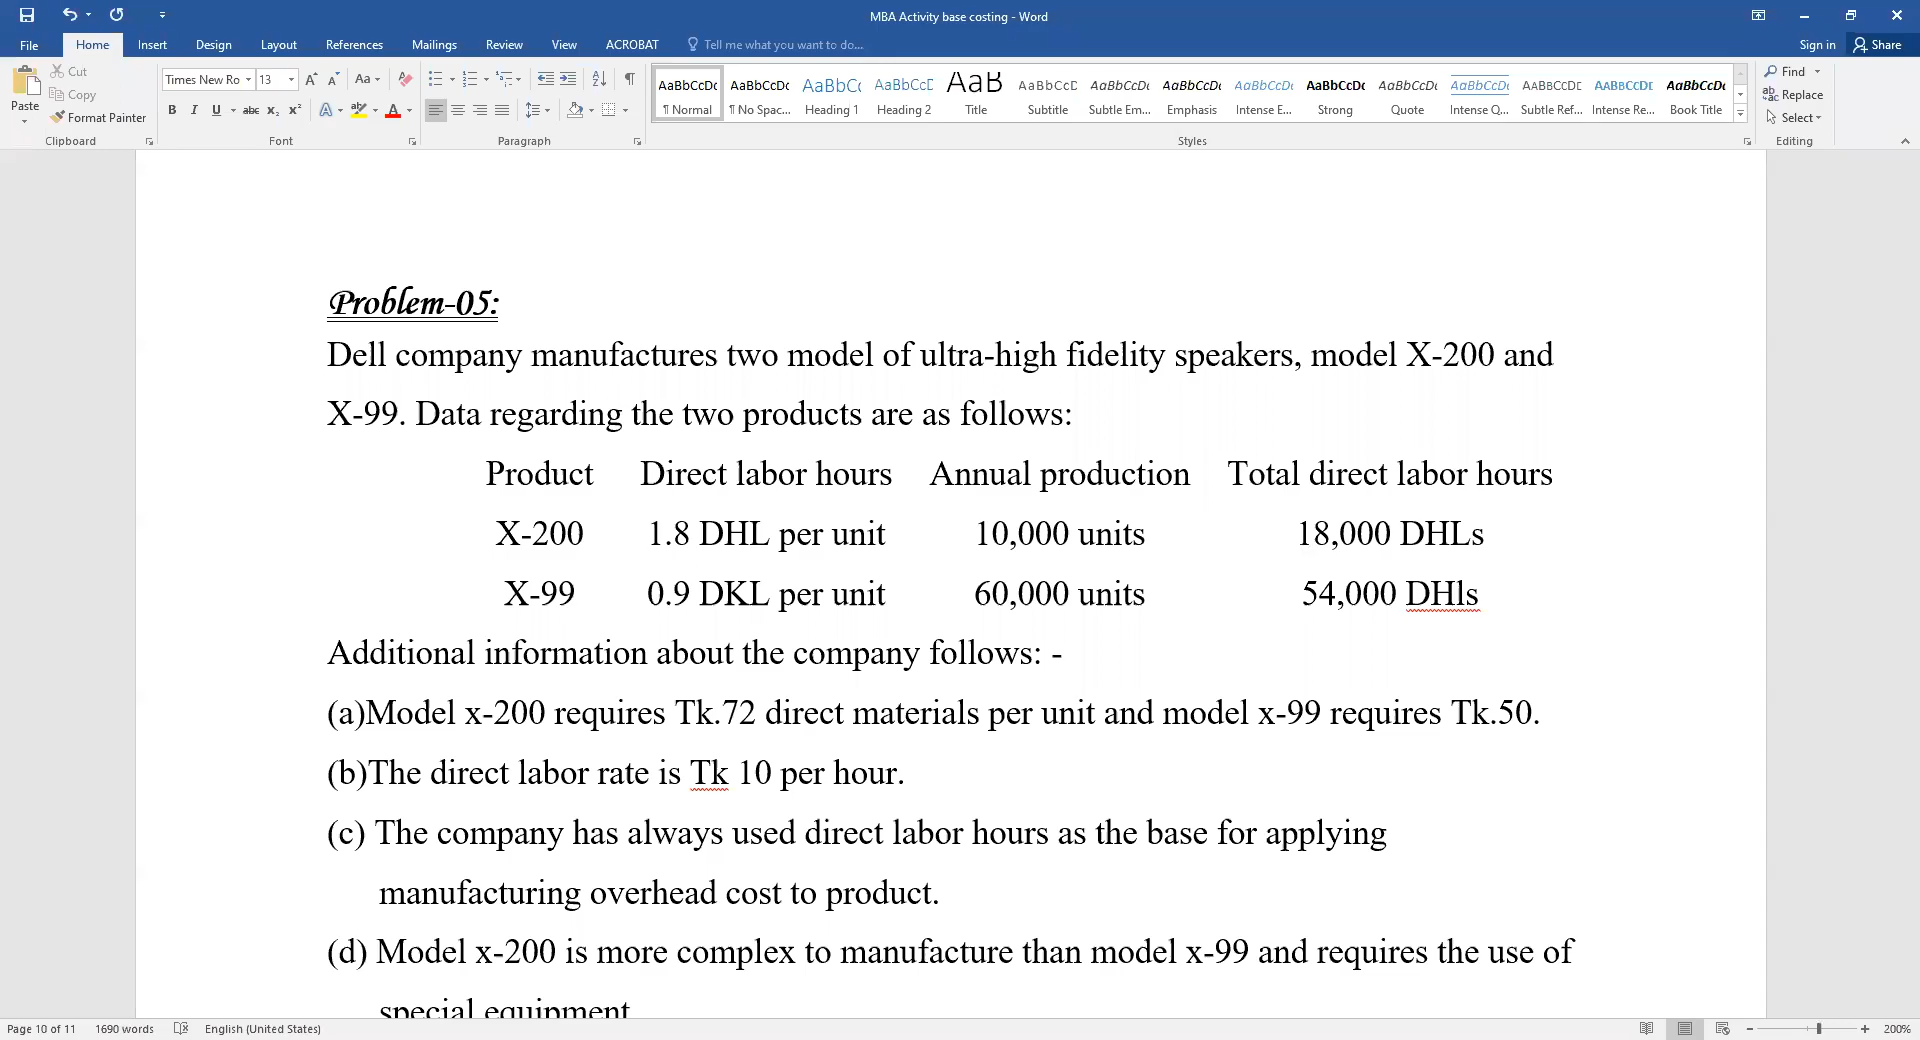 MBA Activity base costing - Word
File Home Insert Design Layout References Mailings Review View ACROBAT Tell me what you want to do... Sign in Share
Paste
Cut
Copy
Format Painter
Clipboard
Times New Ro 13
Font
Paragraph
AaBbCcDc AaBbCcDc AaBbCc AaBbCcD AaB AaBbCcD AaBbCcDc AaBbCcDc AaBbCcDc AaBbCcDc AaBbCcDc AaBbCcDc AABBCCDC AABBCCDE AaBbCcDc
¶ Normal ¶ No Spac... Heading 1 Heading 2 Title Subtitle Subtle Em... Emphasis Intense E... Strong Quote Intense Q... Subtle Ref... Intense Re... Book Title
Styles
Find
Replace
Select
Editing
Problem-05:
Dell company manufactures two model of ultra-high fidelity speakers, model X-200 and
X-99. Data regarding the two products are as follows:
Product Direct labor hours Annual production Total direct labor hours
X-200 1.8 DHL per unit 10,000 units 18,000 DHLs
X-99 0.9 DKL per unit 60,000 units 54,000 DHls
Additional information about the company follows: -
(a)Model x-200 requires Tk.72 direct materials per unit and model x-99 requires Tk.50.
(b)The direct labor rate is Tk 10 per hour.
(c) The company has always used direct labor hours as the base for applying
manufacturing overhead cost to product.
(d) Model x-200 is more complex to manufacture than model x-99 and requires the use of
special equipment
Page 10 of 11 1690 words English (United States) 200%